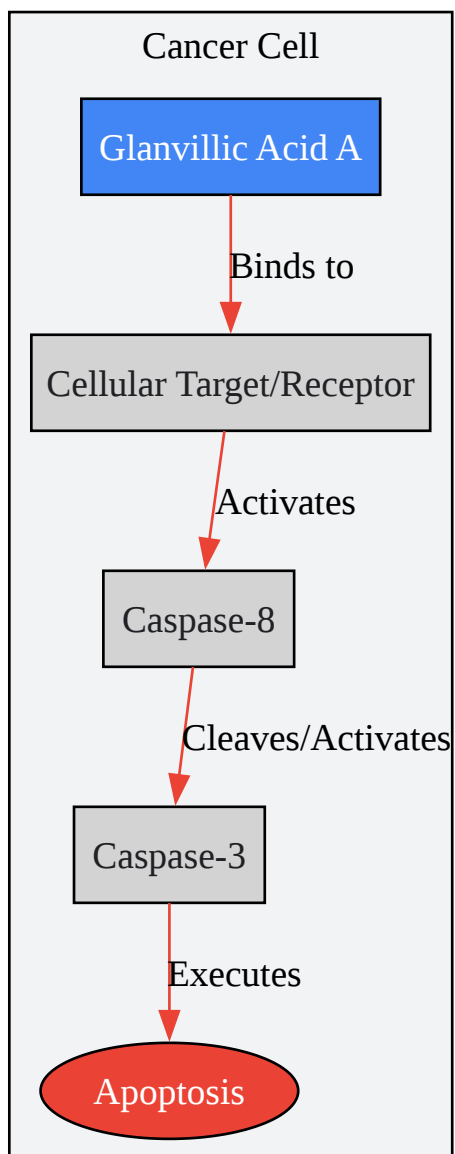 Cancer Cell
Glanvillic Acid A
Binds to
Cellular Target/Receptor
Activates
Caspase-8
Cleaves/Activates
Caspase-3
Executes
Apoptosis